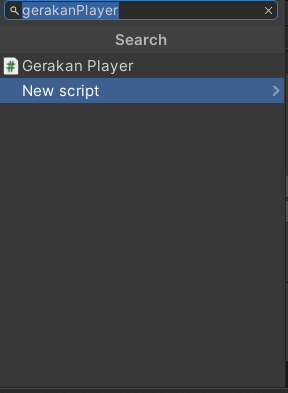 gerakanPlayer
Search
Gerakan Player
New script